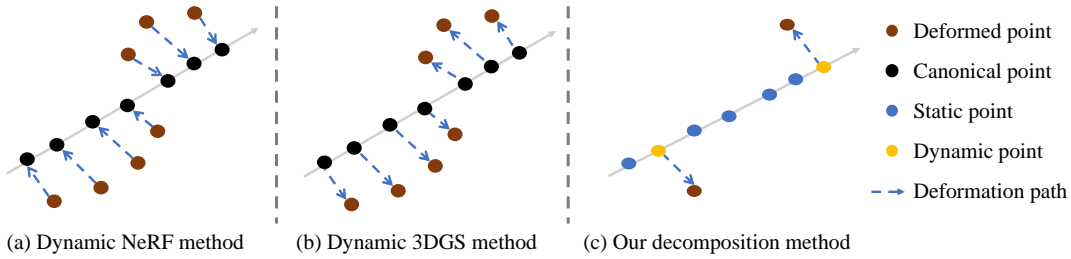 Deformed point
Canonical point
Static point
Dynamic point
Deformation path
(a) Dynamic NeRF method
(b) Dynamic 3DGS method
(c) Our decomposition method